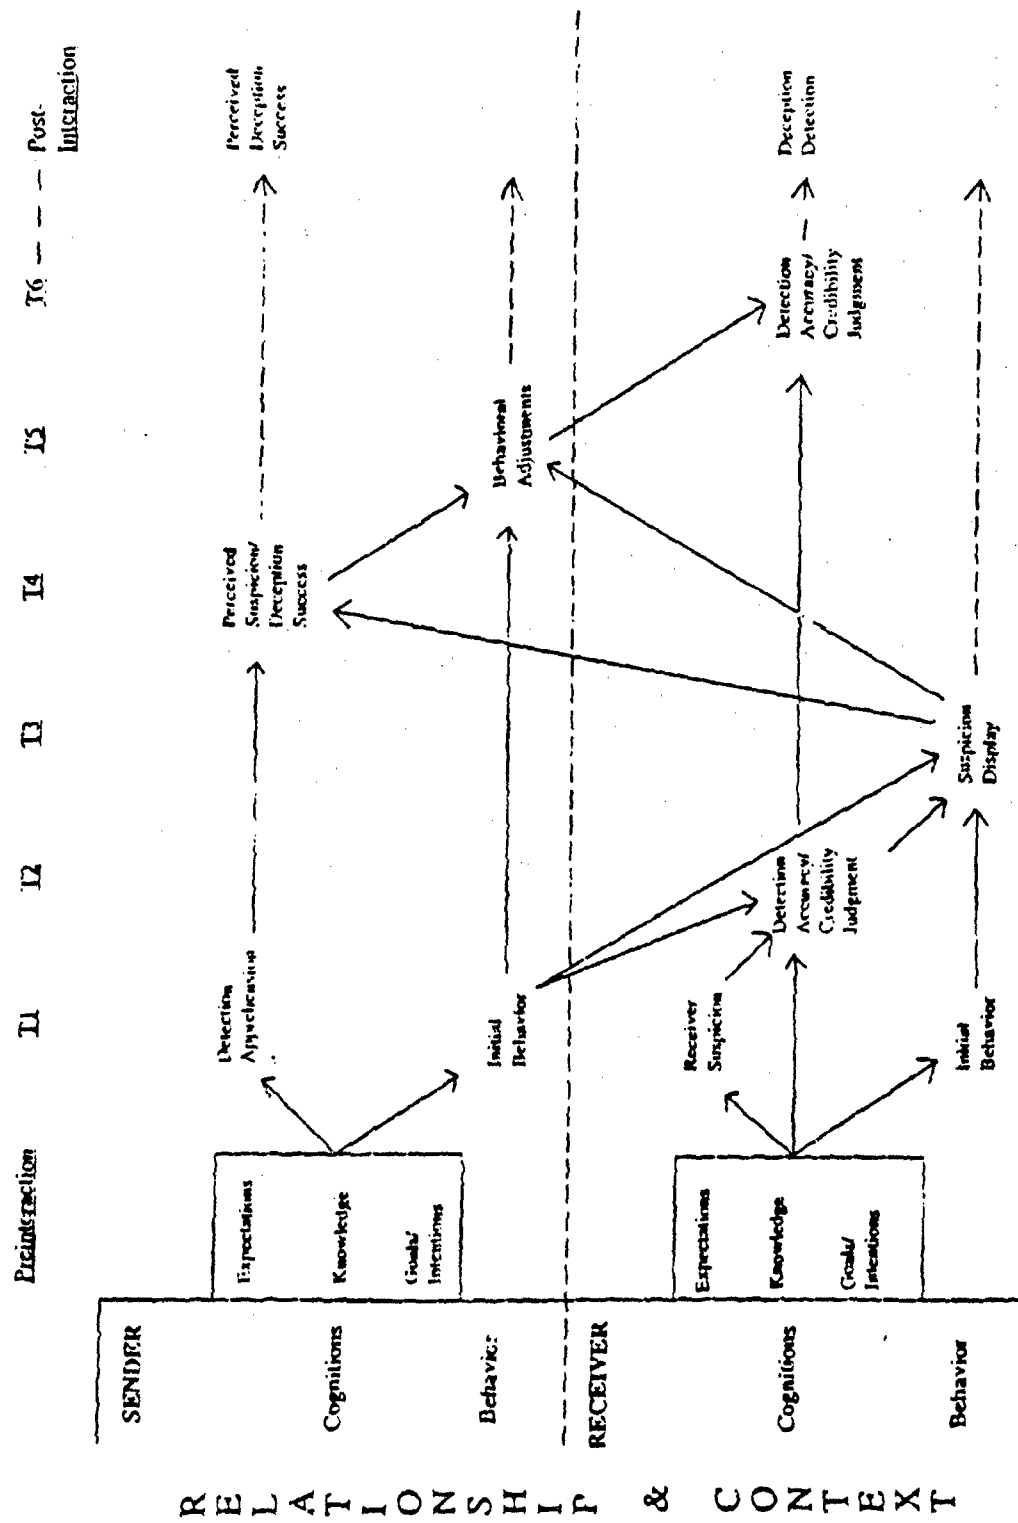 Preinteraction T1 T2 T3 T4 T5 T6 Post-
Interaction
SENDER
Cognitions
Expectations
Knowledge
Goals/
Intentions
Detection
Apprehension
Perceived
Suspicion/
Deception
Success
Perceived
Deception
Success
Behavior
Initial
Behavior
Behavioral
Adjustments
RECEIVER
Cognitions
Expectations
Knowledge
Goals/
Intentions
Receiver
Suspicion
Detection
Accuracy/
Credibility
Judgment
Detection
Accuracy/
Credibility
Judgment
Deception
Detection
Behavior
Initial
Behavior
Suspicion
Display
RELATIONSHIP & CONTEXT